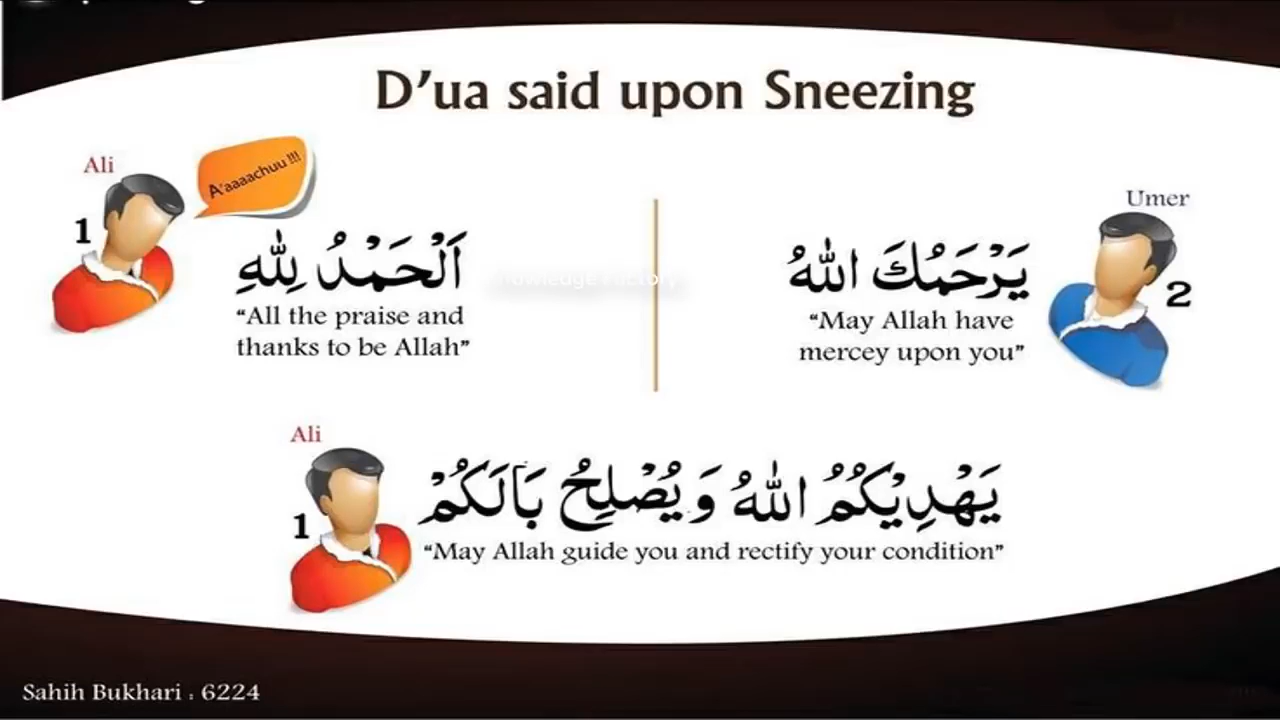 D’ua said upon Sneezing
Ali
A’aaaachuu !!!
1
اَلْحَمْدُ لِلّٰهِ
“All the praise and
thanks to be Allah”
Umer
2
يَرْحَمُكَ اللهُ
“May Allah have
mercey upon you”
Ali
1
يَهْدِيْكُمُ اللهُ وَ يُصْلِحُ بَالَكُمْ
“May Allah guide you and rectify your condition”
Sahih Bukhari : 6224